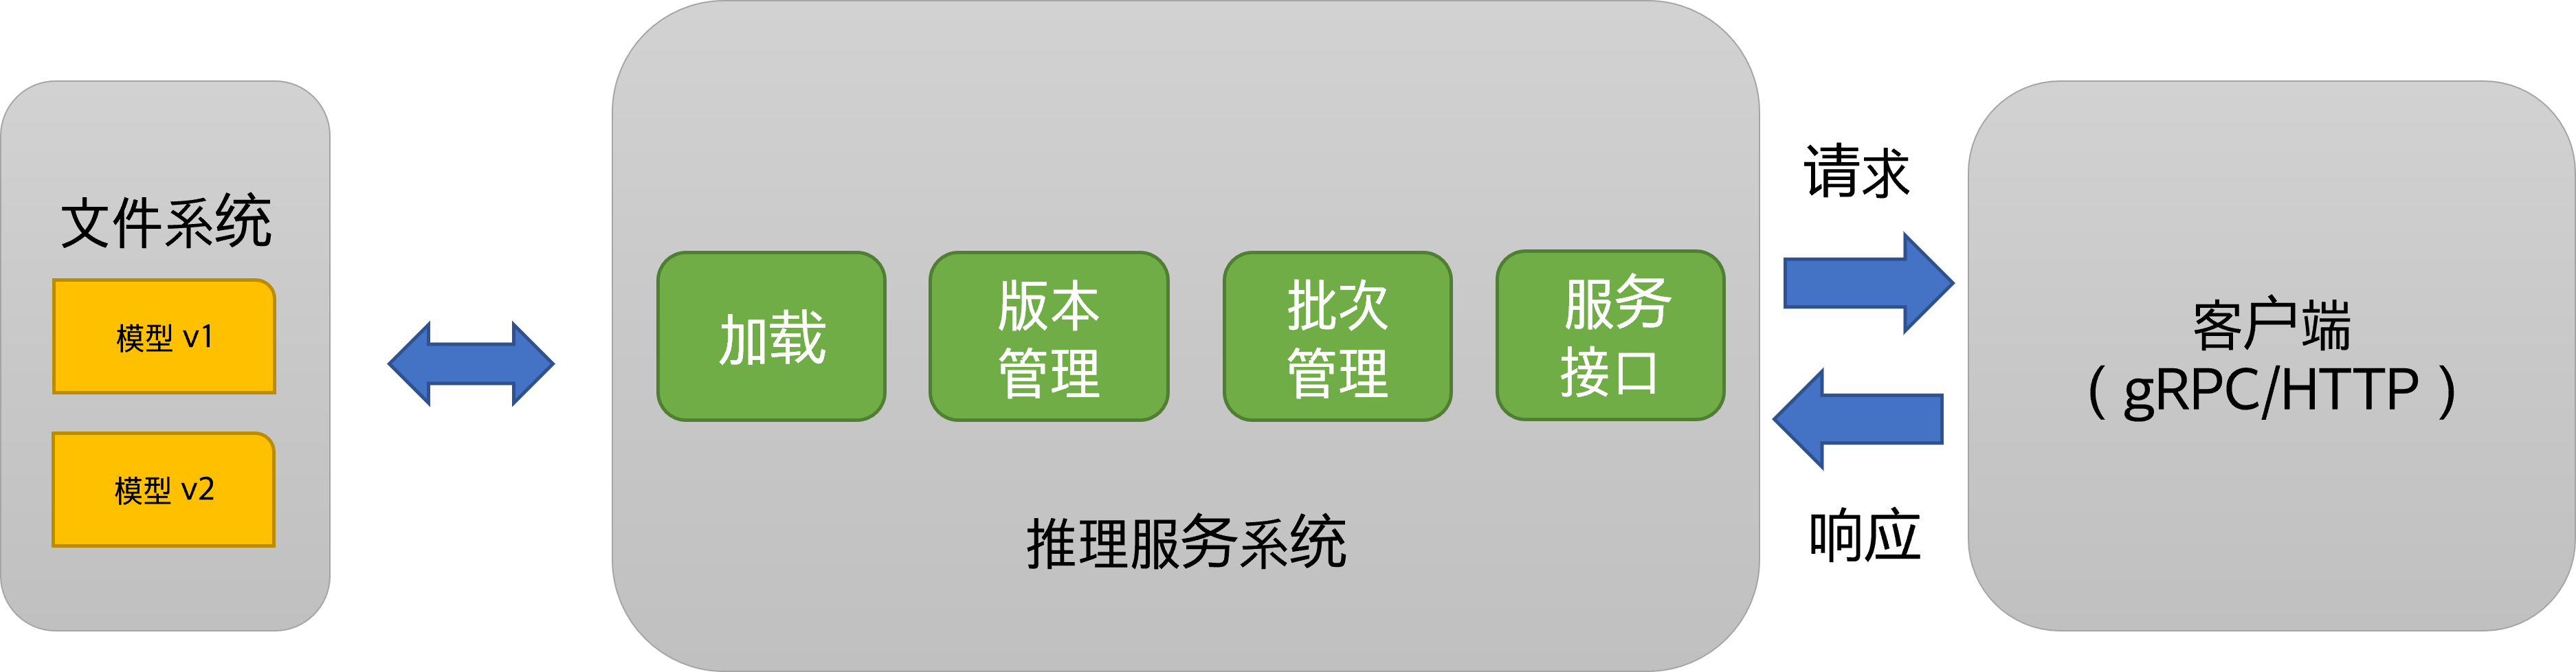 文件系统
模型 v1
模型 v2
加载
版本
管理
批次
管理
服务
接口
推理服务系统
请求
响应
客户端
（gRPC/HTTP）